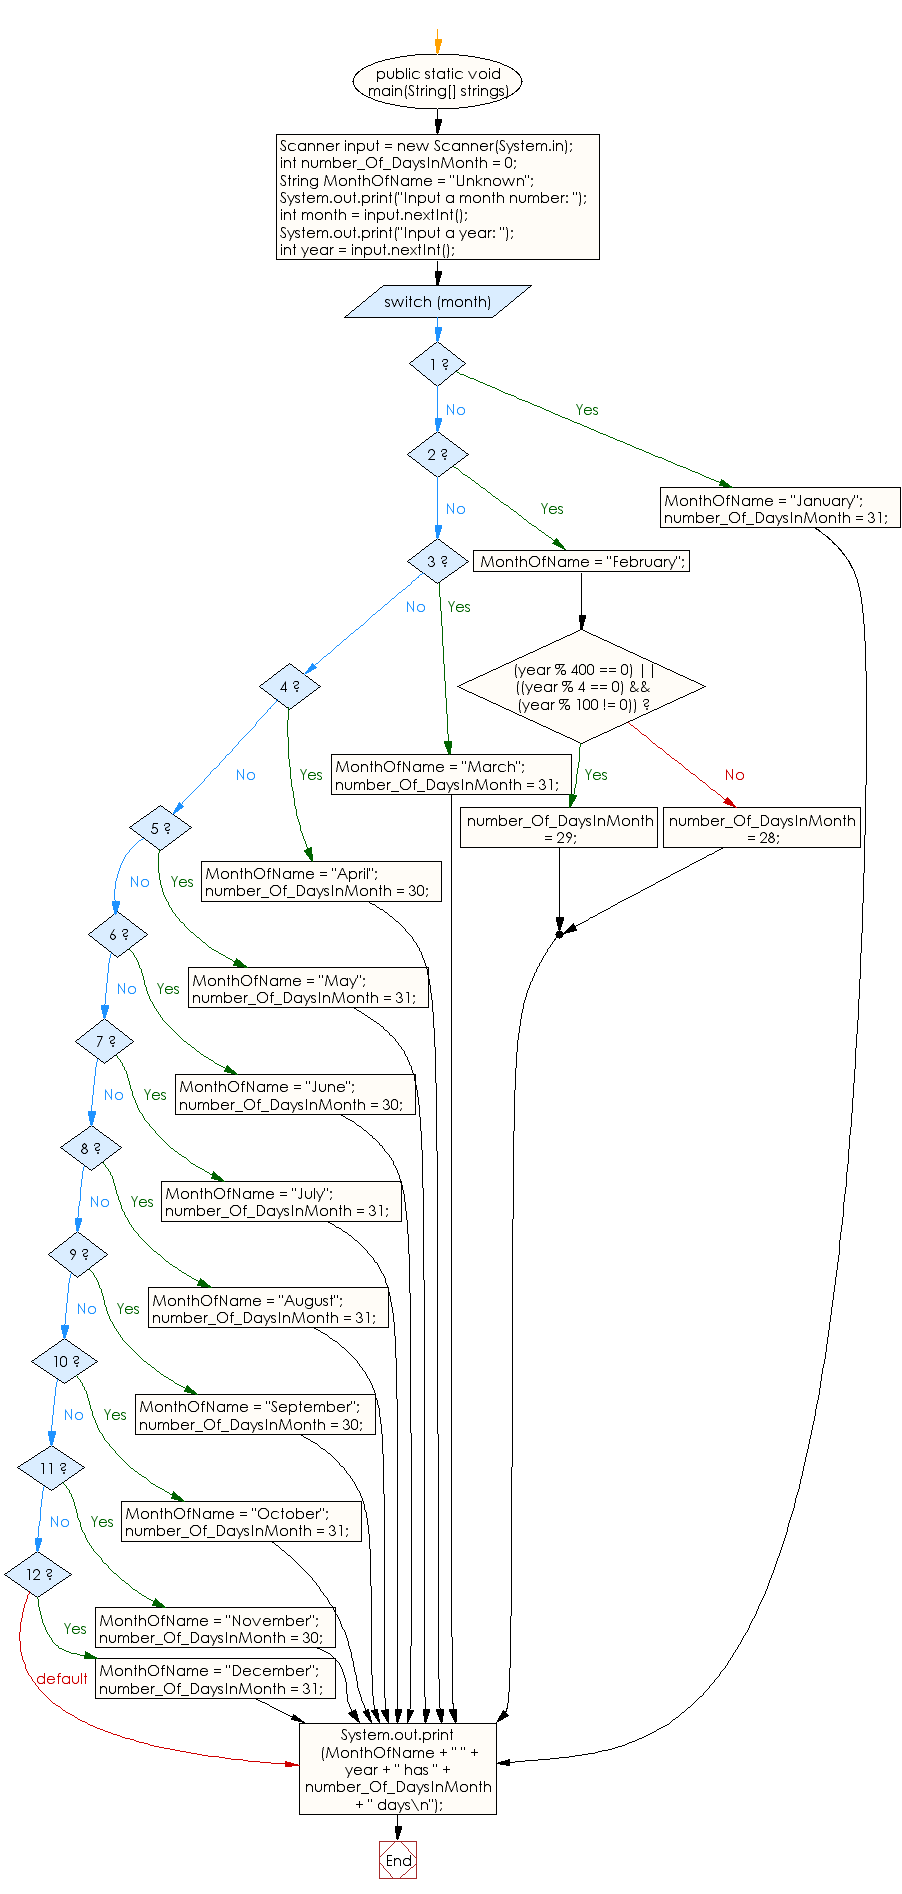 public static void
main(String[] strings)
Scanner input = new Scanner(System.in);
int number_Of_DaysInMonth = 0;
String MonthOfName = "Unknown";
System.out.print("Input a month number: ");
int month = input.nextInt();
System.out.print("Input a year: ");
int year = input.nextInt();
switch (month)
1 ?
No
Yes
2 ?
MonthOfName = "January";
number_Of_DaysInMonth = 31;
No
Yes
3 ?
MonthOfName = "February";
No
Yes
(year % 400 == 0) ||
((year % 4 == 0) &&
(year % 100 != 0)) ?
4 ?
No
Yes
MonthOfName = "March";
number_Of_DaysInMonth = 31;
Yes
No
number_Of_DaysInMonth
= 29;
number_Of_DaysInMonth
= 28;
5 ?
MonthOfName = "April";
number_Of_DaysInMonth = 30;
No
Yes
6 ?
MonthOfName = "May";
number_Of_DaysInMonth = 31;
No
Yes
7 ?
MonthOfName = "June";
number_Of_DaysInMonth = 30;
No
Yes
8 ?
MonthOfName = "July";
number_Of_DaysInMonth = 31;
No
Yes
9 ?
MonthOfName = "August";
number_Of_DaysInMonth = 31;
No
Yes
10 ?
MonthOfName = "September";
number_Of_DaysInMonth = 30;
No
Yes
11 ?
MonthOfName = "October";
number_Of_DaysInMonth = 31;
No
Yes
12 ?
MonthOfName = "November";
number_Of_DaysInMonth = 30;
Yes
default
MonthOfName = "December";
number_Of_DaysInMonth = 31;
System.out.print
(MonthOfName + " " +
year + " has " +
number_Of_DaysInMonth
+ " days\n");
End